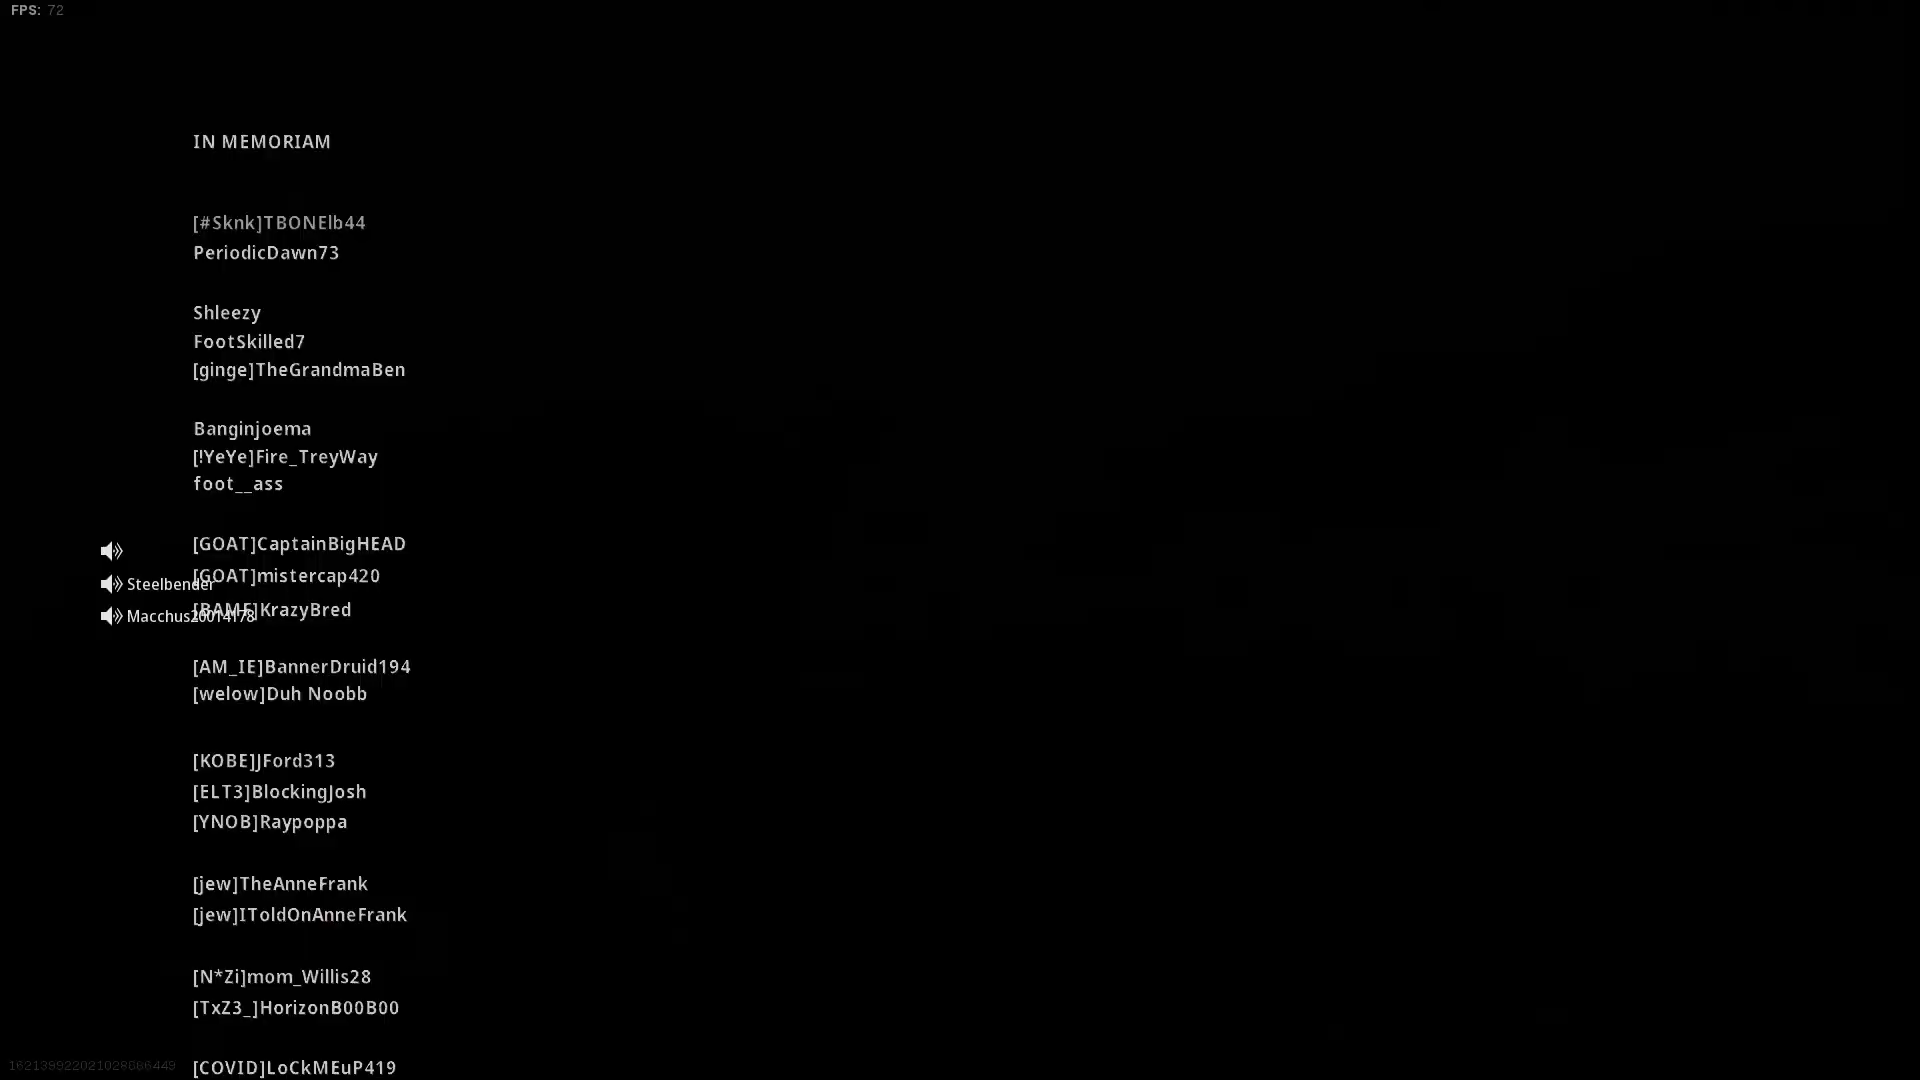 FPS: 72
IN MEMORIAM
[#Sknk]TBONElb44
PeriodicDawn73
Shleezy
FootSkilled7
[ginge]TheGrandmaBen
Banginjoema
[!YeYe]Fire_TreyWay
foot__ass
[GOAT]CaptainBigHEAD
[GOAT]mistercap420
Steelbender
[BAMF]KrazyBred
Macchus20014178
[AM_IE]BannerDruid194
[welow]Duh Noobb
[KOBE]JFord313
[ELT3]BlockingJosh
[YNOB]Raypoppa
[jew]TheAnneFrank
[jew]IToldOnAnneFrank
[N*Zi]mom_Willis28
[TxZ3_]HorizonB00B00
[COVID]LoCkMEuP419